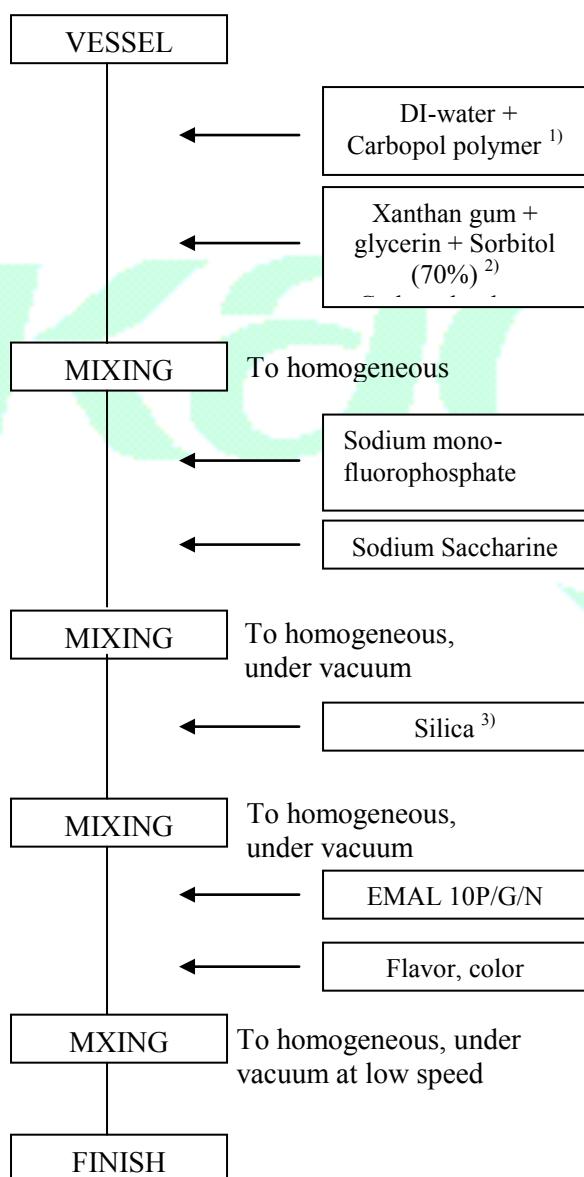 VESSEL
DI-water +
Carbopol polymer 1)
Xanthan gum +
glycerin + Sorbitol
(70%) 2)
MIXING
To homogeneous
Sodium mono-
fluorophosphate
Sodium Saccharine
MIXING
To homogeneous,
under vacuum
Silica 3)
MIXING
To homogeneous,
under vacuum
EMAL 10P/G/N
Flavor, color
MXING
To homogeneous, under
vacuum at low speed
FINISH